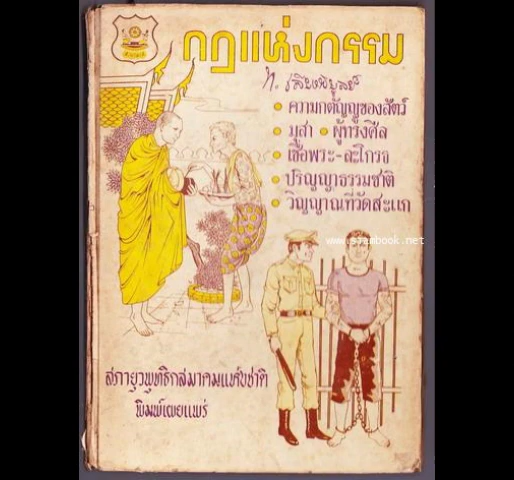 กฎแห่งกรรม
ท. เลียงพิบูลย์
• ความกตัญญูของสัตว์
• มุสา • ผู้ทรงศีล
• เชื่อพระ-ละโกรธ
• ปริญญาธรรมชาติ
• วิญญาณที่วัดสะแก
www.siambook.net
สภายุวพุทธิกสมาคมแห่งชาติ
พิมพ์เผยแพร่